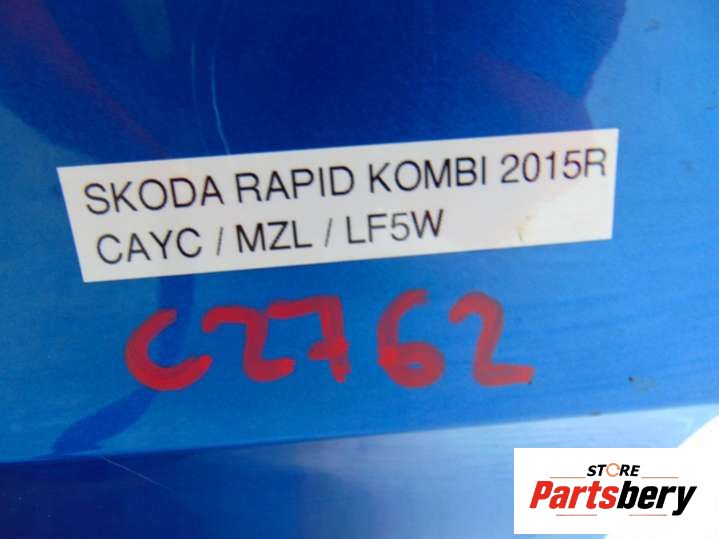 SKODA RAPID KOMBI 2015R
CAYC / MZL / LF5W
C2762
STORE
Partsbery